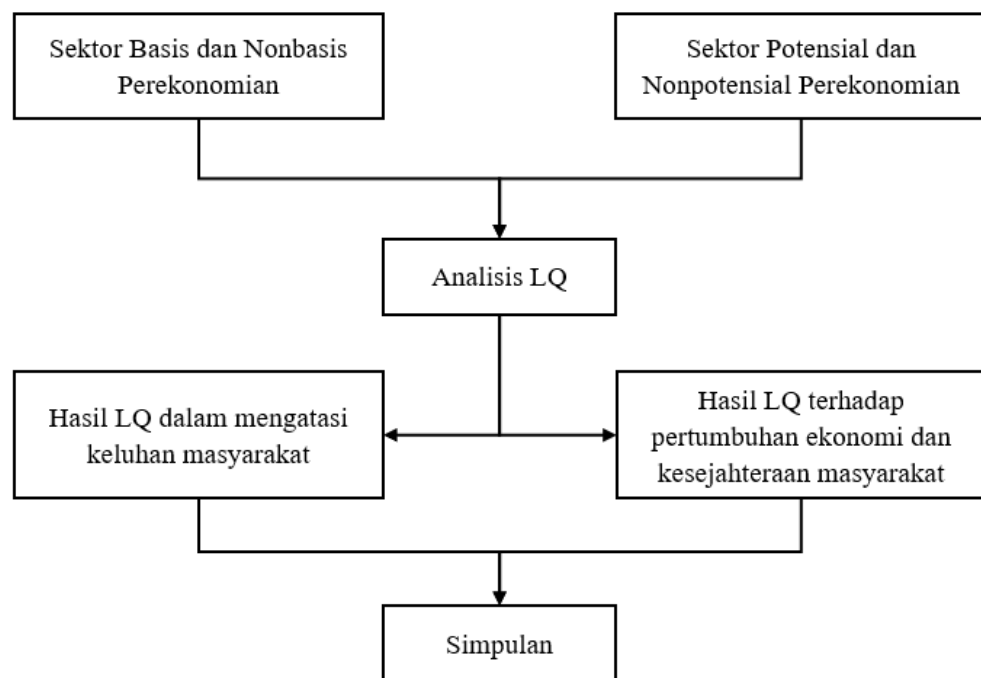 Sektor Basis dan Nonbasis
Perekonomian
Sektor Potensial dan
Nonpotensial Perekonomian
Analisis LQ
Hasil LQ dalam mengatasi
keluhan masyarakat
Hasil LQ terhadap
pertumbuhan ekonomi dan
kesejahteraan masyarakat
Simpulan